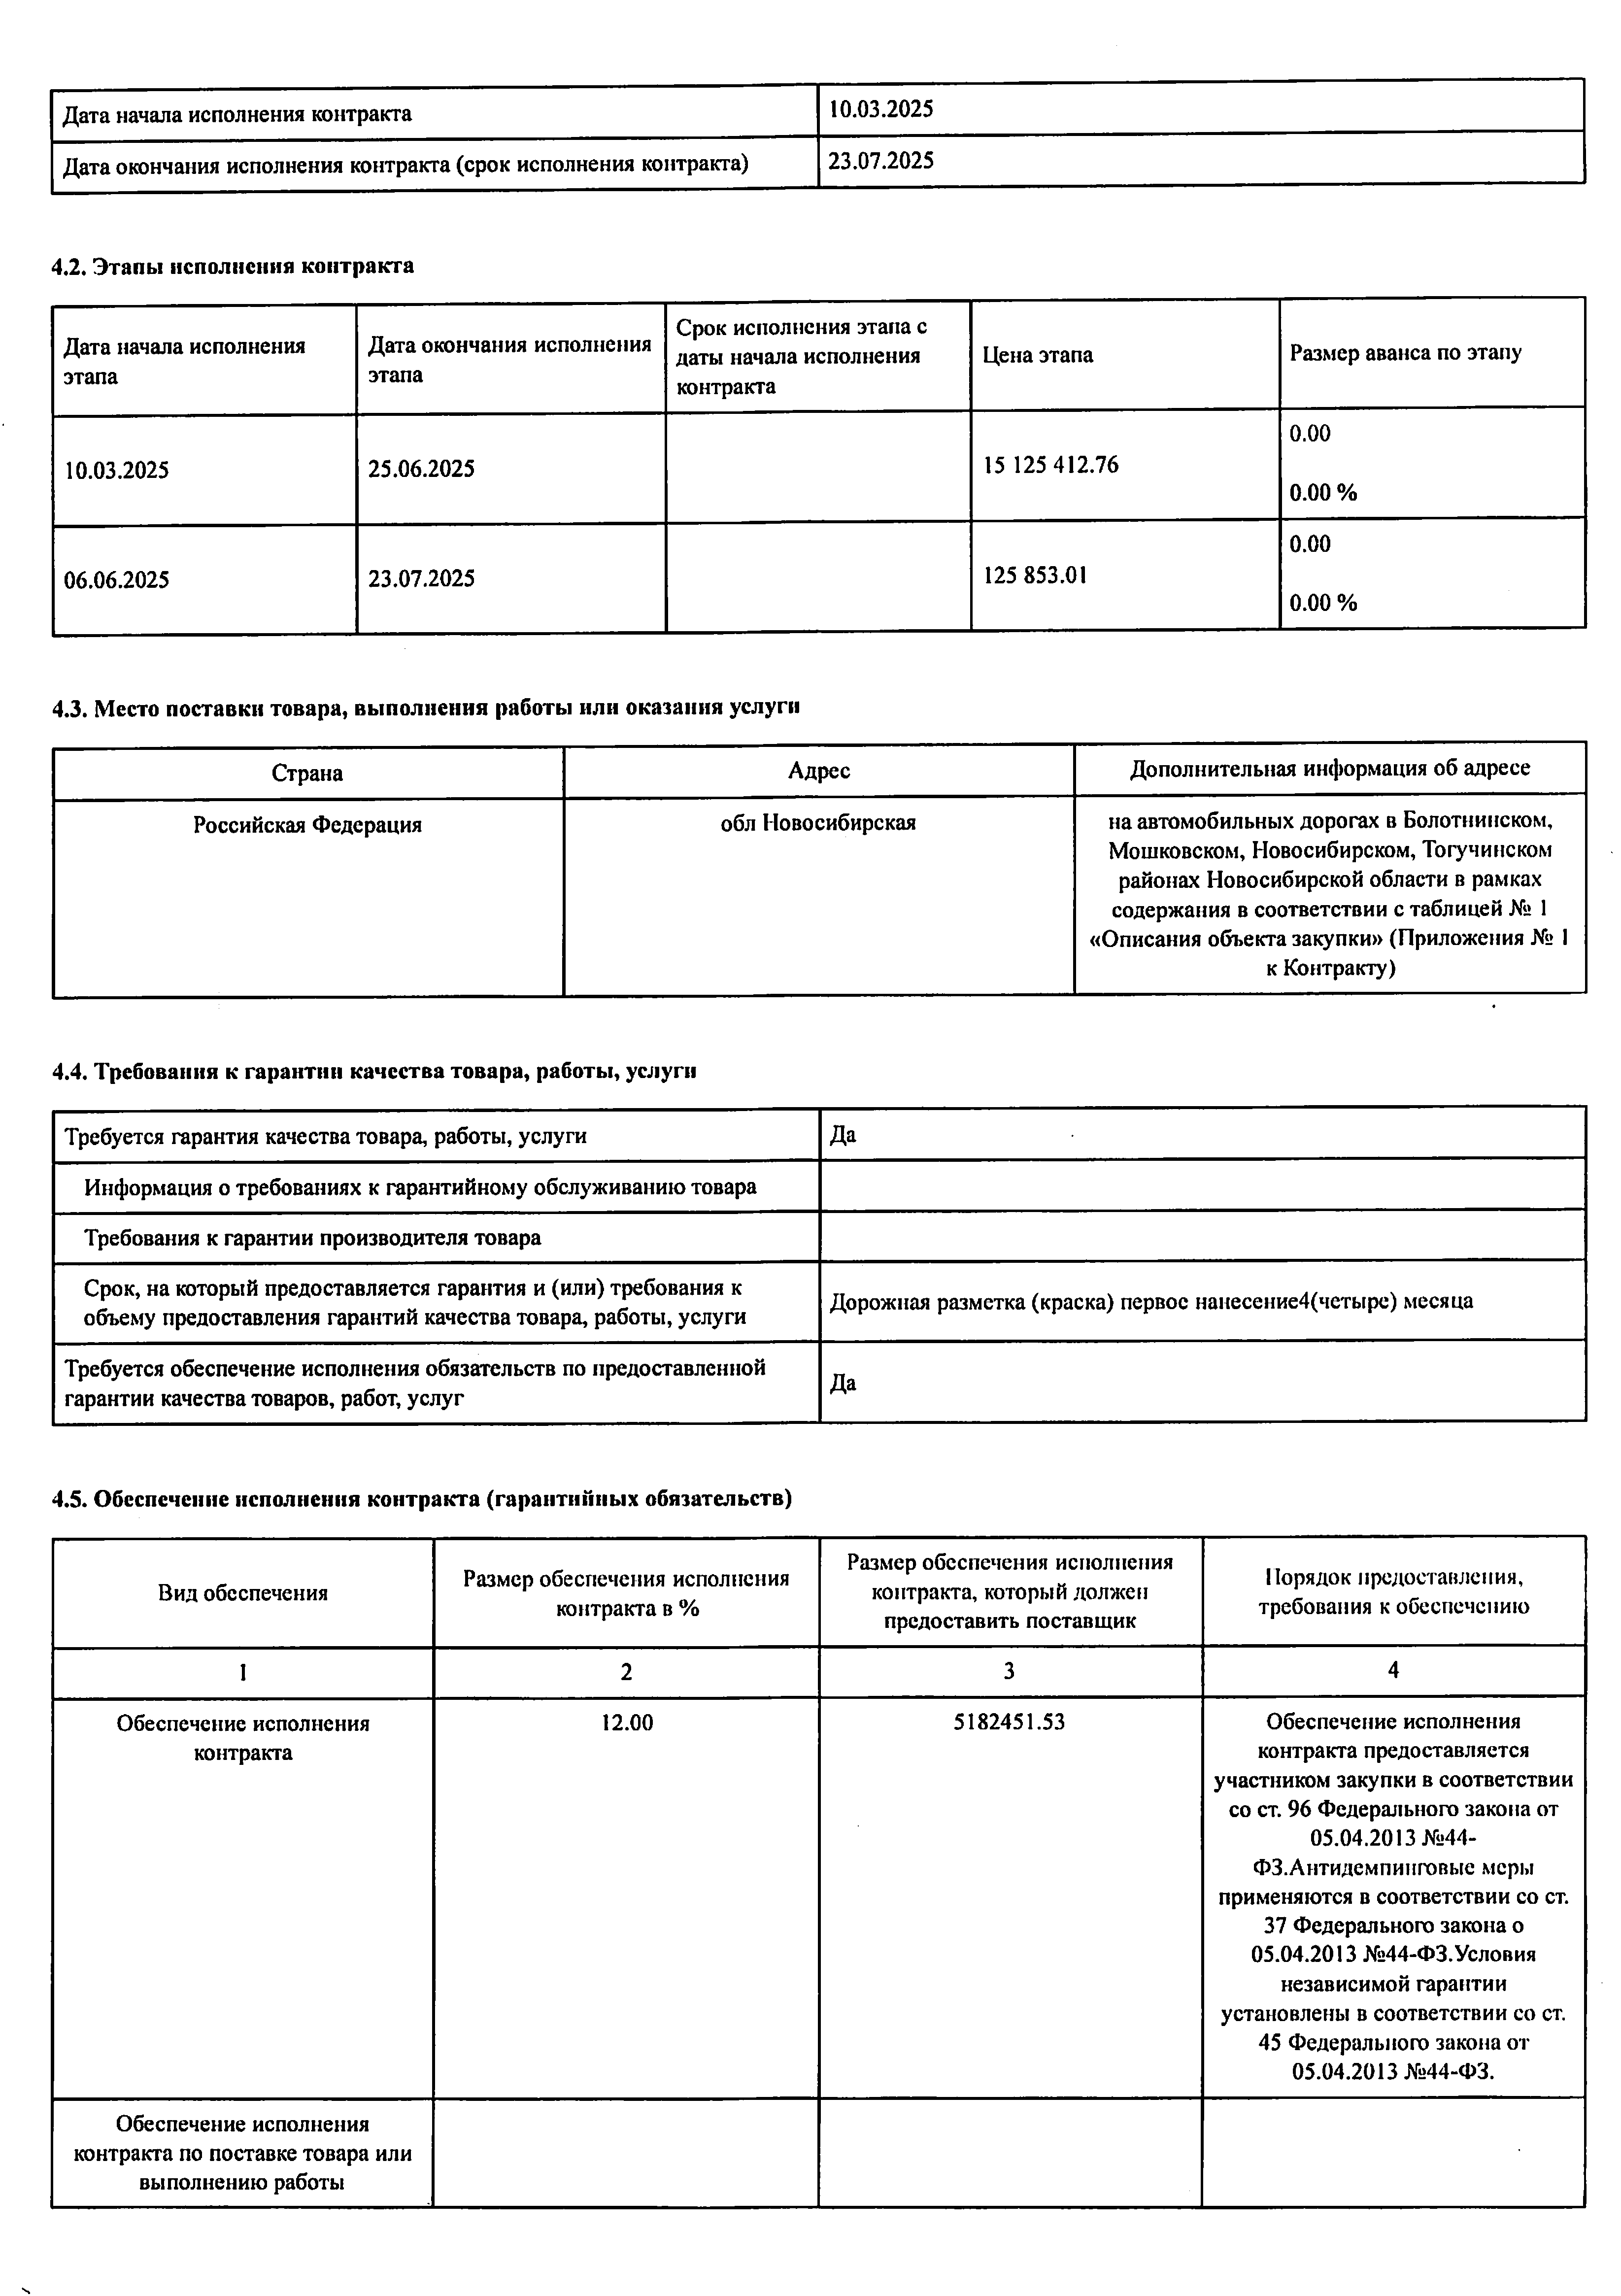 Дата начала исполнения контракта
10.03.2025
Дата окончания исполнения контракта (срок исполнения контракта)
23.07.2025
4.2. Этапы исполнения контракта
Дата начала исполнения
этапа
Дата окончания исполнения
этапа
Срок исполнения этапа с
даты начала исполнения
контракта
Цена этапа
Размер аванса по этапу
10.03.2025
25.06.2025
15 125 412.76
0.00
0.00 %
06.06.2025
23.07.2025
125 853.01
0.00
0.00 %
4.3. Место поставки товара, выполнения работы или оказания услуги
Страна
Адрес
Дополнительная информация об адресе
Российская Федерация
обл Новосибирская
на автомобильных дорогах в Болотнинском,
Мошковском, Новосибирском, Тогучинском
районах Новосибирской области в рамках
содержания в соответствии с таблицей № 1
«Описания объекта закупки» (Приложения № 1
к Контракту)
4.4. Требования к гарантии качества товара, работы, услуги
Требуется гарантия качества товара, работы, услуги
Да
Информация о требованиях к гарантийному обслуживанию товара
Требования к гарантии производителя товара
Срок, на который предоставляется гарантия и (или) требования к
объему предоставления гарантий качества товара, работы, услуги
Дорожная разметка (краска) первое нанесение4(четыре) месяца
Требуется обеспечение исполнения обязательств по предоставленной
гарантии качества товаров, работ, услуг
Да
4.5. Обеспечение исполнения контракта (гарантийных обязательств)
Вид обеспечения
Размер обеспечения исполнения
контракта в %
Размер обеспечения исполнения
контракта, который должен
предоставить поставщик
Порядок предоставления,
требования к обеспечению
1
2
3
4
Обеспечение исполнения
контракта
12.00
5182451.53
Обеспечение исполнения
контракта предоставляется
участником закупки в соответствии
со ст. 96 Федерального закона от
05.04.2013 №44-
ФЗ.Антидемпинговые меры
применяются в соответствии со ст.
37 Федерального закона о
05.04.2013 №44-ФЗ.Условия
независимой гарантии
установлены в соответствии со ст.
45 Федерального закона от
05.04.2013 №44-ФЗ.
Обеспечение исполнения
контракта по поставке товара или
выполнению работы